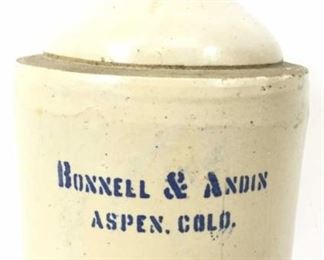 BONNELL & ANDIN
ASPEN, COLO.